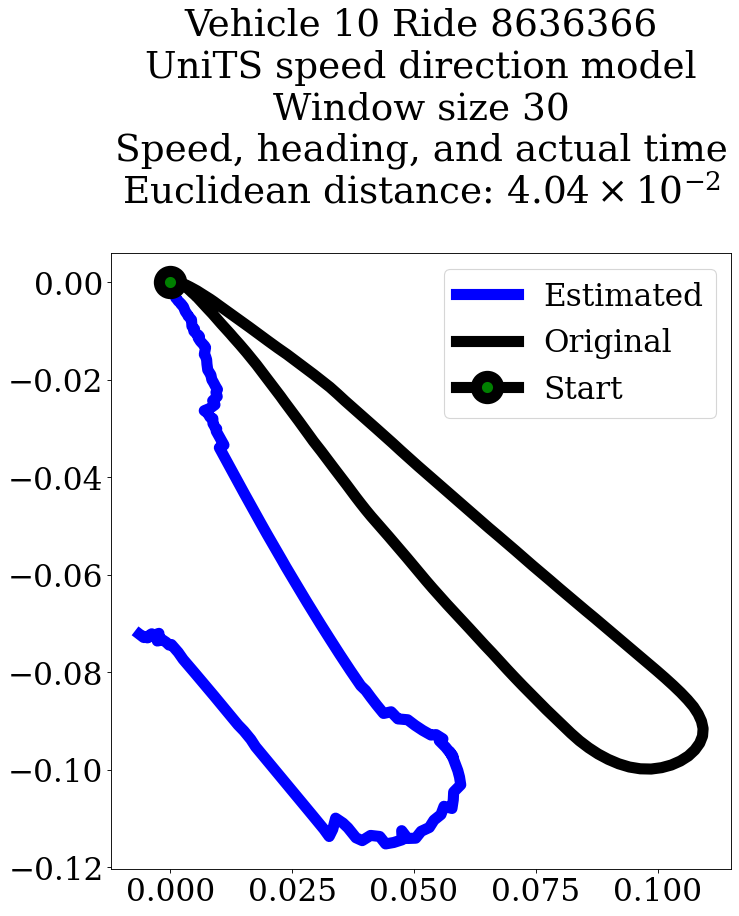 Vehicle 10 Ride 8636366
UniTS speed direction model
Window size 30
Speed, heading, and actual time
Euclidean distance: 4.04 × 10⁻²
Estimated
Original
Start
0.00
−0.02
−0.04
−0.06
−0.08
−0.10
−0.12
0.000 0.025 0.050 0.075 0.100